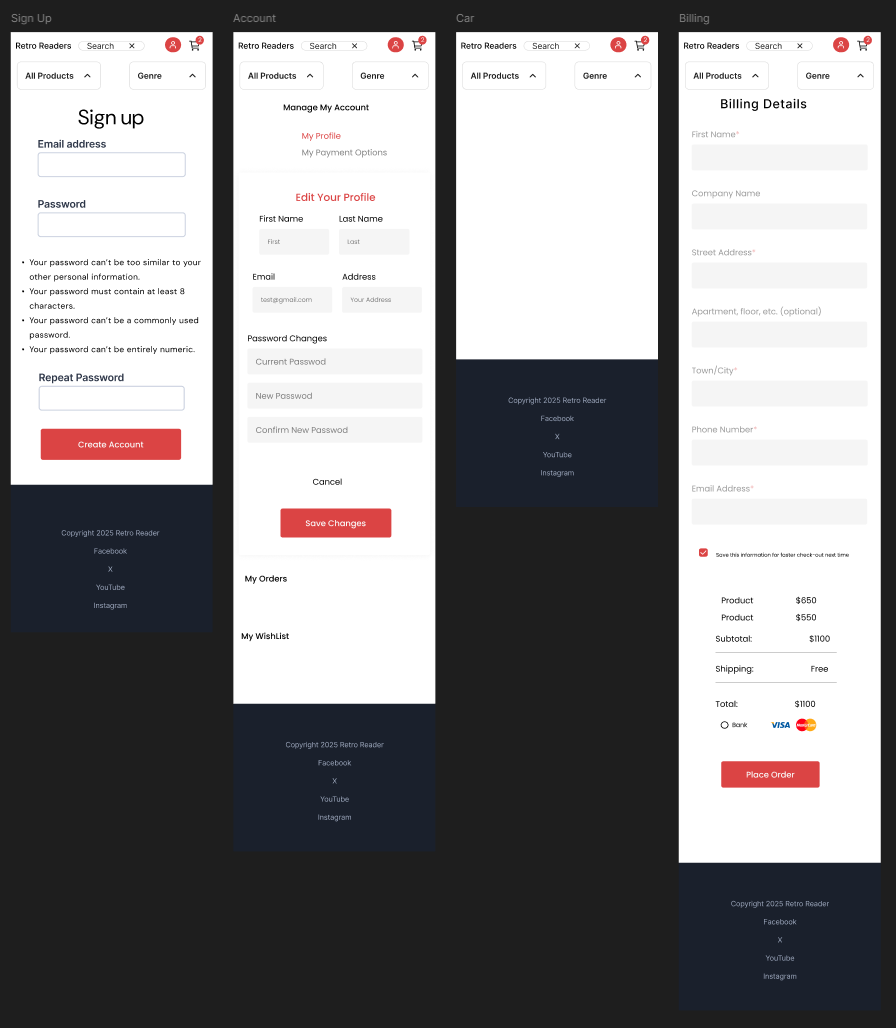 Sign Up
Retro Readers
Search
2
All Products
Genre
Sign up
Email address
Password
• Your password can't be too similar to your
other personal information.
• Your password must contain at least 8
characters.
• Your password can't be a commonly used
password.
• Your password can't be entirely numeric.
Repeat Password
Create Account
Copyright 2025 Retro Reader
Facebook
X
YouTube
Instagram
Account
Retro Readers
Search
2
All Products
Genre
Manage My Account
My Profile
My Payment Options
Edit Your Profile
First Name
Last Name
First
Last
Email
Address
test@gmail.com
Your Address
Password Changes
Current Passwod
New Passwod
Confirm New Passwod
Cancel
Save Changes
My Orders
My WishList
Copyright 2025 Retro Reader
Facebook
X
YouTube
Instagram
Car
Retro Readers
Search
2
All Products
Genre
Copyright 2025 Retro Reader
Facebook
X
YouTube
Instagram
Billing
Retro Readers
Search
2
All Products
Genre
Billing Details
First Name*
Company Name
Street Address*
Apartment, floor, etc. (optional)
Town/City*
Phone Number*
Email Address*
Save this information for faster check-out next time
Product $650
Product $550
Subtotal: $1100
Shipping: Free
Total: $1100
Bank VISA
Place Order
Copyright 2025 Retro Reader
Facebook
X
YouTube
Instagram